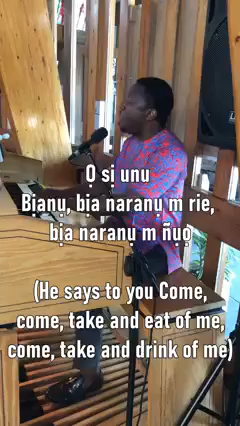 Ọ sị unu
Bịanụ, bịa naranụ m rie,
bịa naranụ m ñụọ
(He says to you Come,
come, take and eat of me,
come, take and drink of me)